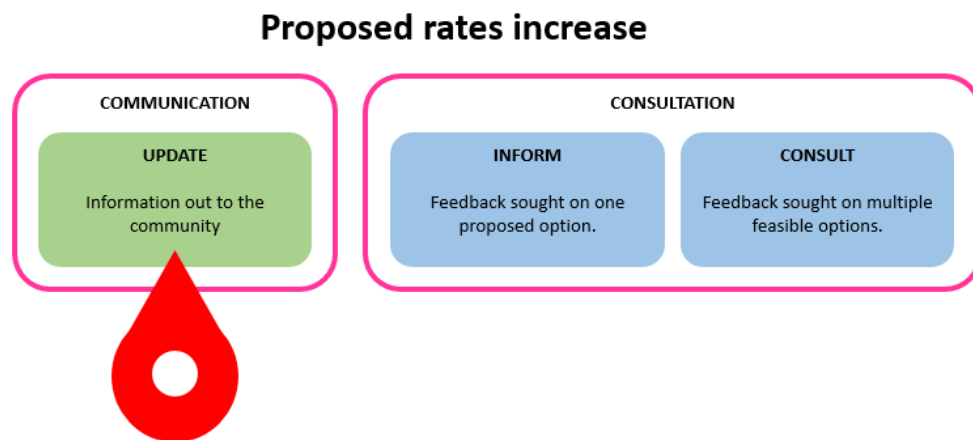 Proposed rates increase
COMMUNICATION
UPDATE
Information out to the
community
CONSULTATION
INFORM
Feedback sought on one
proposed option.
CONSULT
Feedback sought on multiple
feasible options.